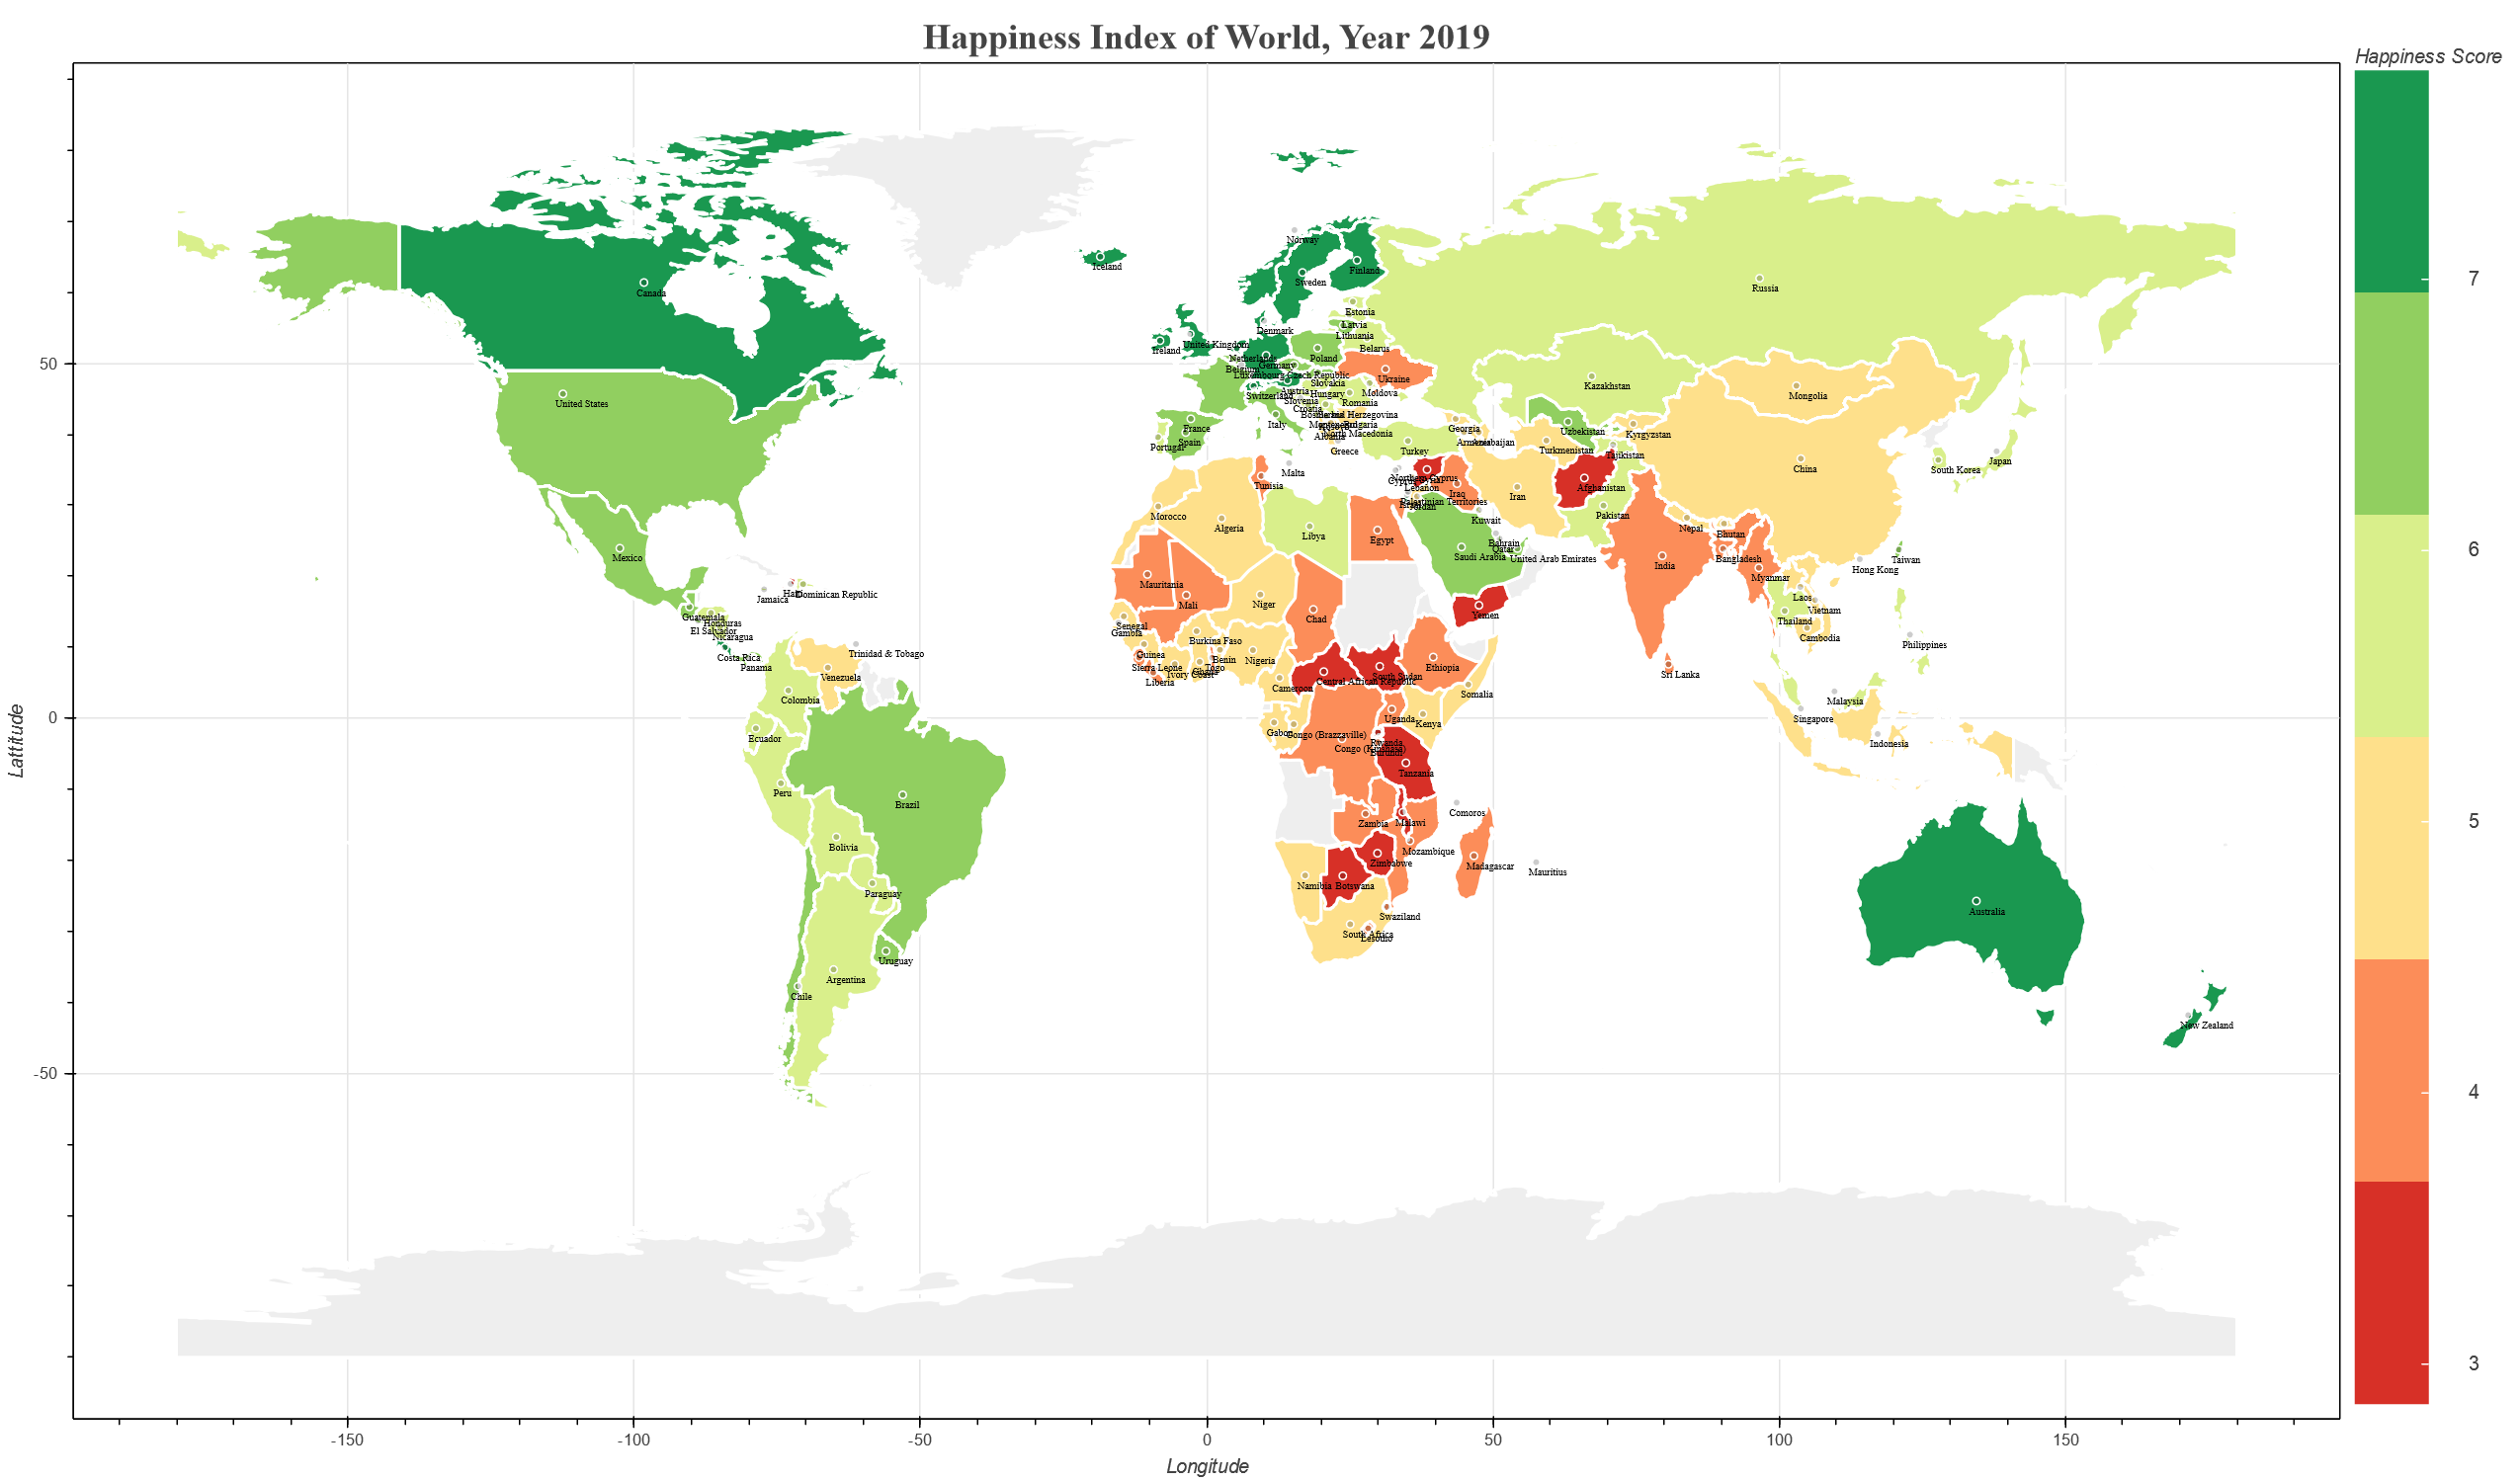 Happiness Index of World, Year 2019
Happiness Score
Norway
Iceland
Finland
Sweden
Canada
Russia
Estonia
Latvia
Denmark
Lithuania
United Kingdom
Belarus
Ireland
Netherlands
Poland
Germany
Belgium
Luxembourg
Czech Republic
Ukraine
Slovakia
Kazakhstan
Austria
Moldova
Hungary
Switzerland
Mongolia
Slovenia
Romania
United States
Croatia
Bosnia and Herzegovina
Serbia
Italy
Montenegro
Bulgaria
France
Kosovo
Georgia
Uzbekistan
North Macedonia
Kyrgyzstan
Albania
Spain
Armenia
Azerbaijan
Portugal
Greece
Turkey
Turkmenistan
Tajikistan
Japan
China
South Korea
Malta
Northern Cyprus
Cyprus
Syria
Tunisia
Lebanon
Afghanistan
Iraq
Iran
Palestinian Territories
Israel
Jordan
Morocco
Pakistan
Kuwait
Algeria
Nepal
Libya
Bhutan
Egypt
Bahrain
Qatar
Mexico
Saudi Arabia
United Arab Emirates
Bangladesh
Taiwan
India
Hong Kong
Myanmar
Mauritania
Haiti
Dominican Republic
Jamaica
Laos
Mali
Niger
Vietnam
Yemen
Guatemala
Chad
Honduras
Thailand
Senegal
El Salvador
Gambia
Nicaragua
Cambodia
Burkina Faso
Philippines
Trinidad & Tobago
Guinea
Costa Rica
Benin
Nigeria
Panama
Sierra Leone
Ethiopia
Togo
Ghana
Ivory Coast
Venezuela
South Sudan
Sri Lanka
Liberia
Central African Republic
Cameroon
Somalia
Colombia
Malaysia
Uganda
Singapore
Kenya
Gabon
Congo (Brazzaville)
Ecuador
Rwanda
Indonesia
Congo (Kinshasa)
Burundi
Tanzania
Peru
Brazil
Comoros
Zambia
Malawi
Bolivia
Mozambique
Zimbabwe
Madagascar
Mauritius
Namibia
Botswana
Paraguay
Australia
Swaziland
South Africa
Lesotho
Uruguay
Argentina
Chile
New Zealand
50
0
-50
Lattitude
-150
-100
-50
0
50
100
150
Longitude
7
6
5
4
3